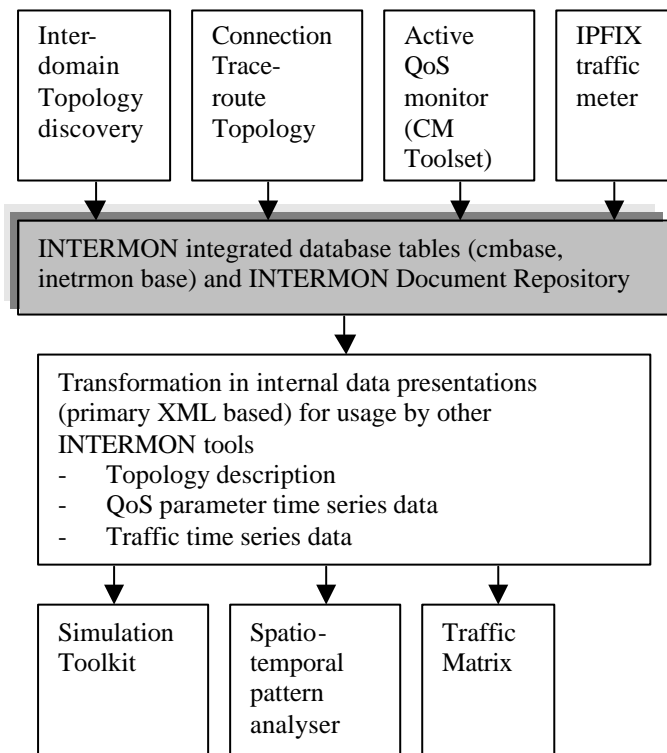 Inter-
domain
Topology
discovery
Connection
Trace-
route
Topology
Active
QoS
monitor
(CM
Toolset)
IPFIX
traffic
meter
INTERMON integrated database tables (cmbase,
inetrmon base) and INTERMON Document Repository
Transformation in internal data presentations
(primary XML based) for usage by other
INTERMON tools
- Topology description
- QoS parameter time series data
- Traffic time series data
Simulation
Toolkit
Spatio-
temporal
pattern
analyser
Traffic
Matrix